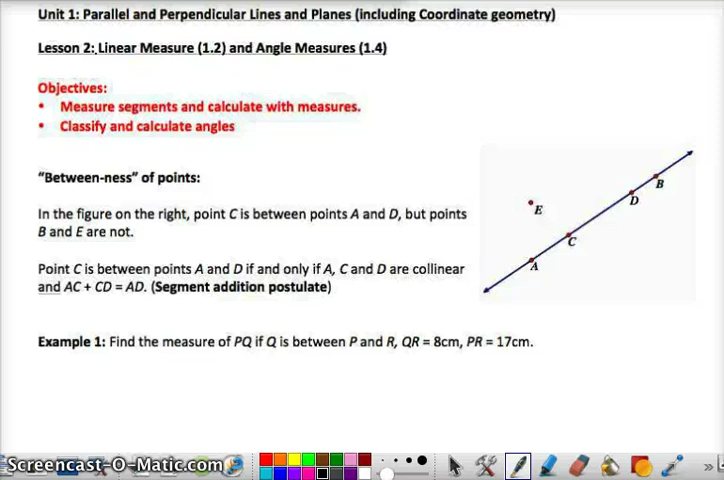 Unit 1: Parallel and Perpendicular Lines and Planes (including Coordinate geometry)
Lesson 2: Linear Measure (1.2) and Angle Measures (1.4)
Objectives:
• Measure segments and calculate with measures.
• Classify and calculate angles
"Between-ness" of points:
In the figure on the right, point C is between points A and D, but points
B and E are not.
Point C is between points A and D if and only if A, C and D are collinear
and AC + CD = AD. (Segment addition postulate)
B
D
E
C
A
Example 1: Find the measure of PQ if Q is between P and R, QR = 8cm, PR = 17cm.
Screencast-O-Matic.com